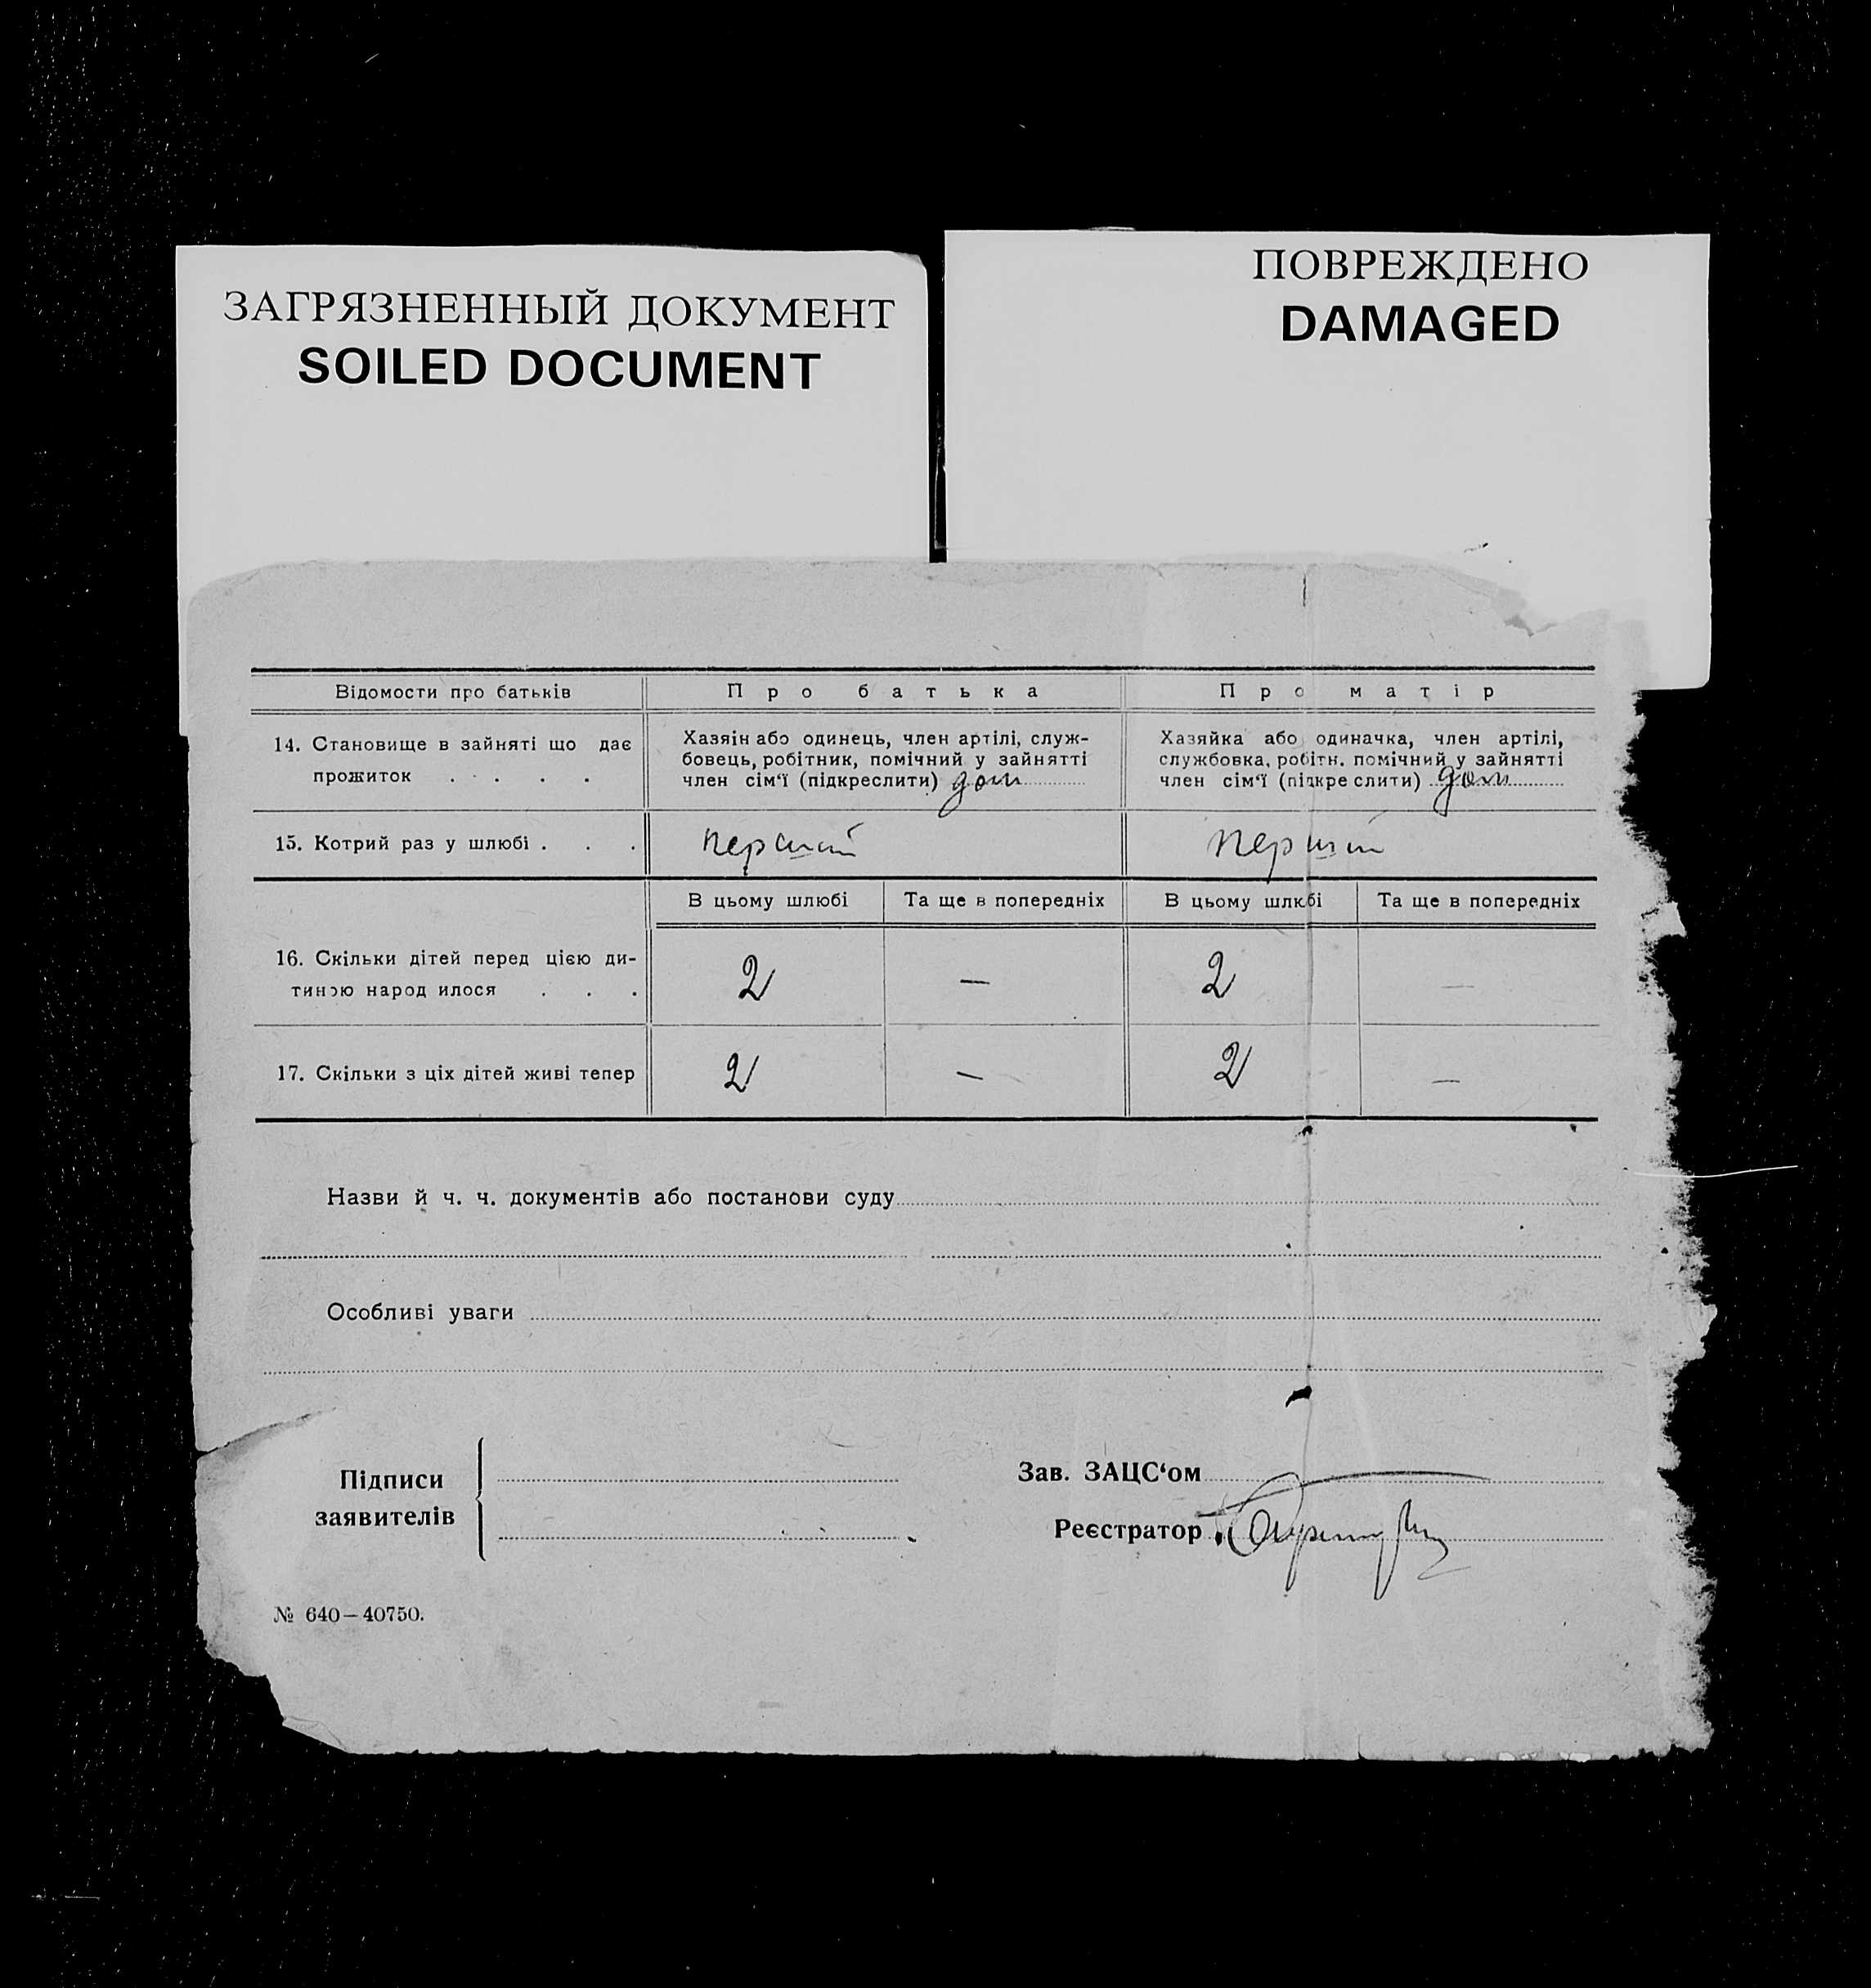 ЗАГРЯЗНЕННЫЙ ДОКУМЕНТ
SOILED DOCUMENT
ПОВРЕЖДЕНО
DAMAGED
Відомости про батьків
Про батька
Про матір
14. Становище в зайняті що дає
прожиток . . . .
Хазяін або одинець, член артілі, служ-
бовець, робітник, помічний у зайнятті
член сім‘ї (підкреслити) дом
Хазяйка або одиначка, член артілі,
службовка, робітн. помічний у зайнятті
член сім‘ї (підкреслити) дом
15. Котрий раз у шлюбі . . .
перший
перший
В цьому шлюбі
Та ще в попередніх
В цьому шлюбі
Та ще в попередніх
16. Скільки дітей перед цією ди-
тиною народилося . . .
2
—
2
—
17. Скільки з ціх дітей живі тепер
2
—
2
—
Назви й ч. ч. документів або постанови суду
Особливі уваги
Підписи
заявителів
Зав. ЗАЦС‘ом
Реєстратор
№ 640—40750.